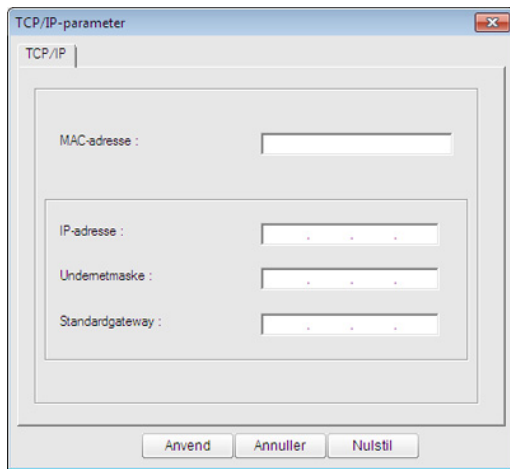 TCP/IP-parameter
TCP/IP
MAC-adresse :
IP-adresse :
. . .
Undernetmaske :
. . .
Standardgateway :
. . .
Anvend Annuller Nulstil